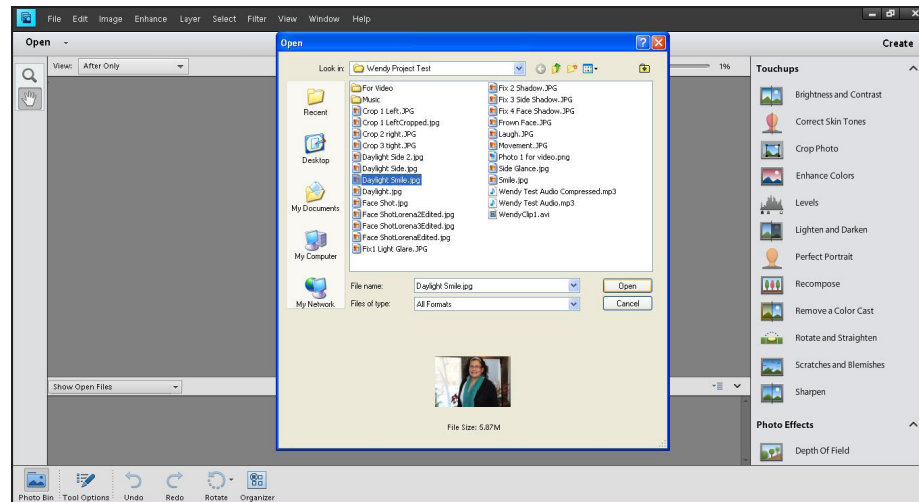 File Edit Image Enhance Layer Select Filter View Window Help
Open
Create
View: After Only
1%
Open
Look in: Wendy Project Test
Recent
Desktop
My Documents
My Computer
My Network
For Video
Music
Crop 1 Left.JPG
Crop 1 LeftCropped.jpg
Crop 2 right.JPG
Crop 3 tight.JPG
Daylight Side 2.jpg
Daylight Side.jpg
Daylight Smile.jpg
Daylight.jpg
Face Shot.jpg
Face ShotLorena2Edited.jpg
Face ShotLorena3Edited.jpg
Face ShotLorenaEdited.jpg
Fix1 Light Glare.JPG
Fix 2 Shadow.JPG
Fix 3 Side Shadow.JPG
Fix 4 Face Shadow.JPG
Frown Face.JPG
Laugh.JPG
Movement.JPG
Photo 1 for video.png
Side Glance.jpg
Smile.jpg
Wendy Test Audio Compressed.mp3
Wendy Test Audio.mp3
WendyClip1.avi
File name: Daylight Smile.jpg Open
Files of type: All Formats Cancel
File Size: 5.87M
Touchups
Brightness and Contrast
Correct Skin Tones
Crop Photo
Enhance Colors
Levels
Lighten and Darken
Perfect Portrait
Recompose
Remove a Color Cast
Rotate and Straighten
Scratches and Blemishes
Sharpen
Photo Effects
Depth Of Field
Show Open Files
Photo Bin Tool Options Undo Redo Rotate Organizer